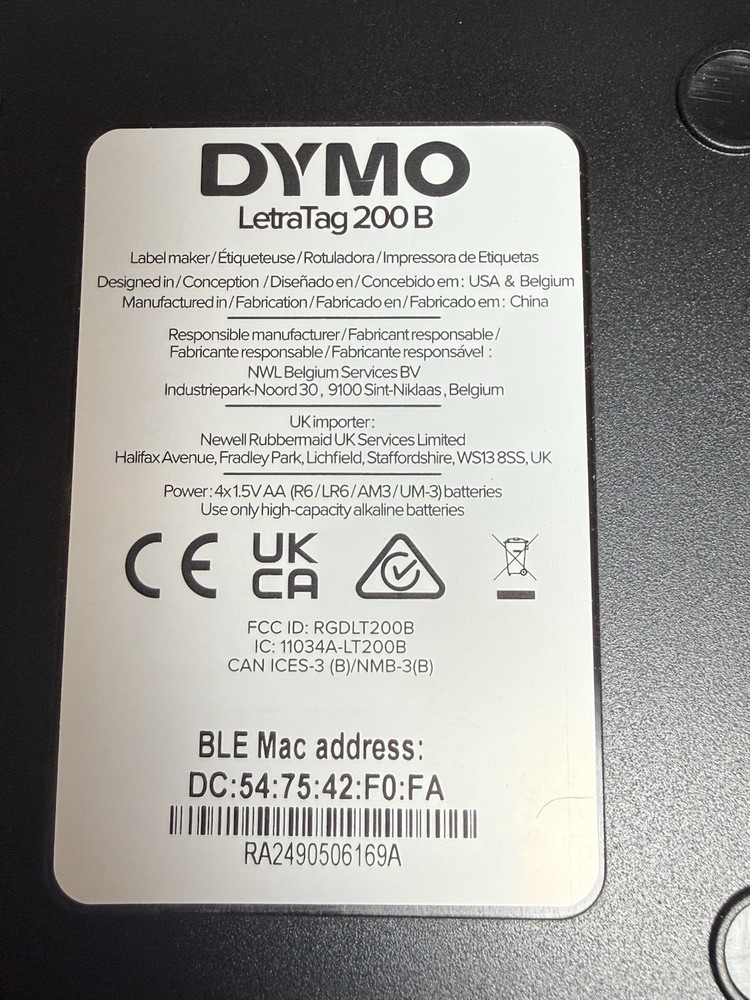 DYMO
LetraTag 200 B
Label maker / Étiqueteuse / Rotuladora / Impressora de Etiquetas
Designed in / Conception / Diseñado en / Concebido em : USA & Belgium
Manufactured in / Fabrication / Fabricado en / Fabricado em : China
Responsible manufacturer / Fabricant responsable /
Fabricante responsable / Fabricante responsável :
NWL Belgium Services BV
Industriepark-Noord 30 , 9100 Sint-Niklaas , Belgium
UK importer :
Newell Rubbermaid UK Services Limited
Halifax Avenue, Fradley Park, Lichfield, Staffordshire, WS13 8SS, UK
Power : 4x1.5V AA (R6 / LR6 / AM3 / UM-3) batteries
Use only high-capacity alkaline batteries
CE UK
CA
FCC ID: RGDLT200B
IC: 11034A-LT200B
CAN ICES-3 (B)/NMB-3(B)
BLE Mac address:
DC:54:75:42:F0:FA
RA2490506169A